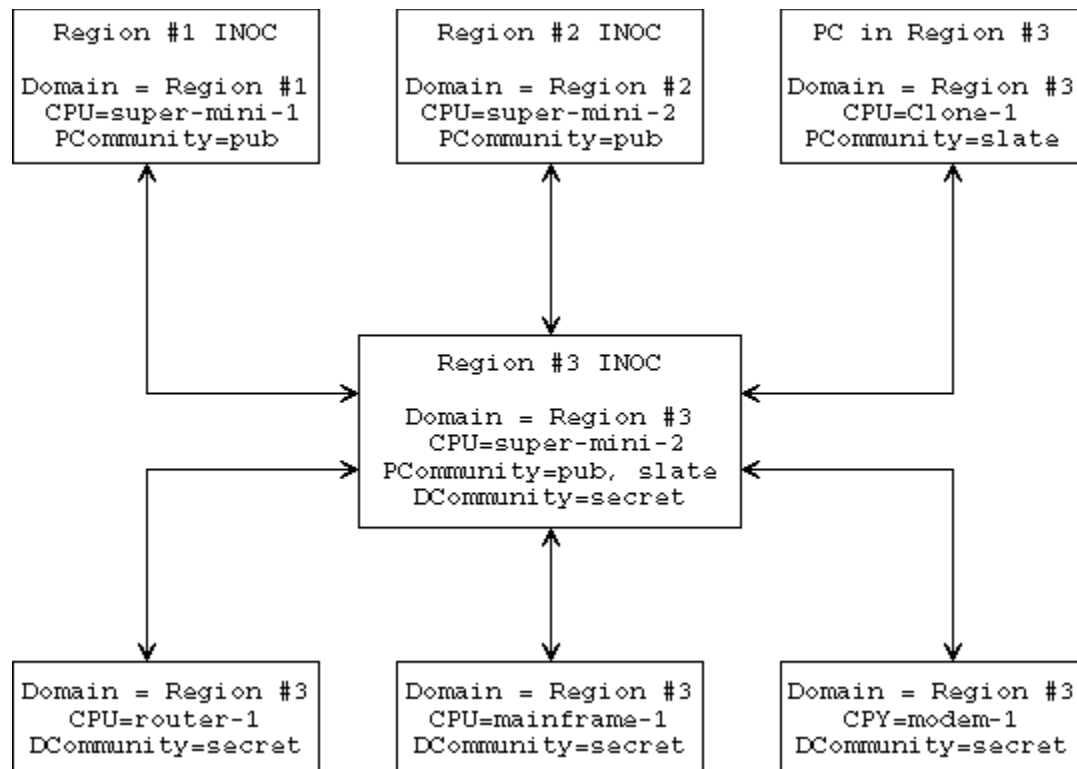 Region #1 INOC
Domain = Region #1
CPU=super-mini-1
PCommunity=pub
Region #2 INOC
Domain = Region #2
CPU=super-mini-2
PCommunity=pub
PC in Region #3
Domain = Region #3
CPU=Clone-1
PCommunity=slate
Region #3 INOC
Domain = Region #3
CPU=super-mini-2
PCommunity=pub, slate
DCommunity=secret
Domain = Region #3
CPU=router-1
DCommunity=secret
Domain = Region #3
CPU=mainframe-1
DCommunity=secret
Domain = Region #3
CPY=modem-1
DCommunity=secret